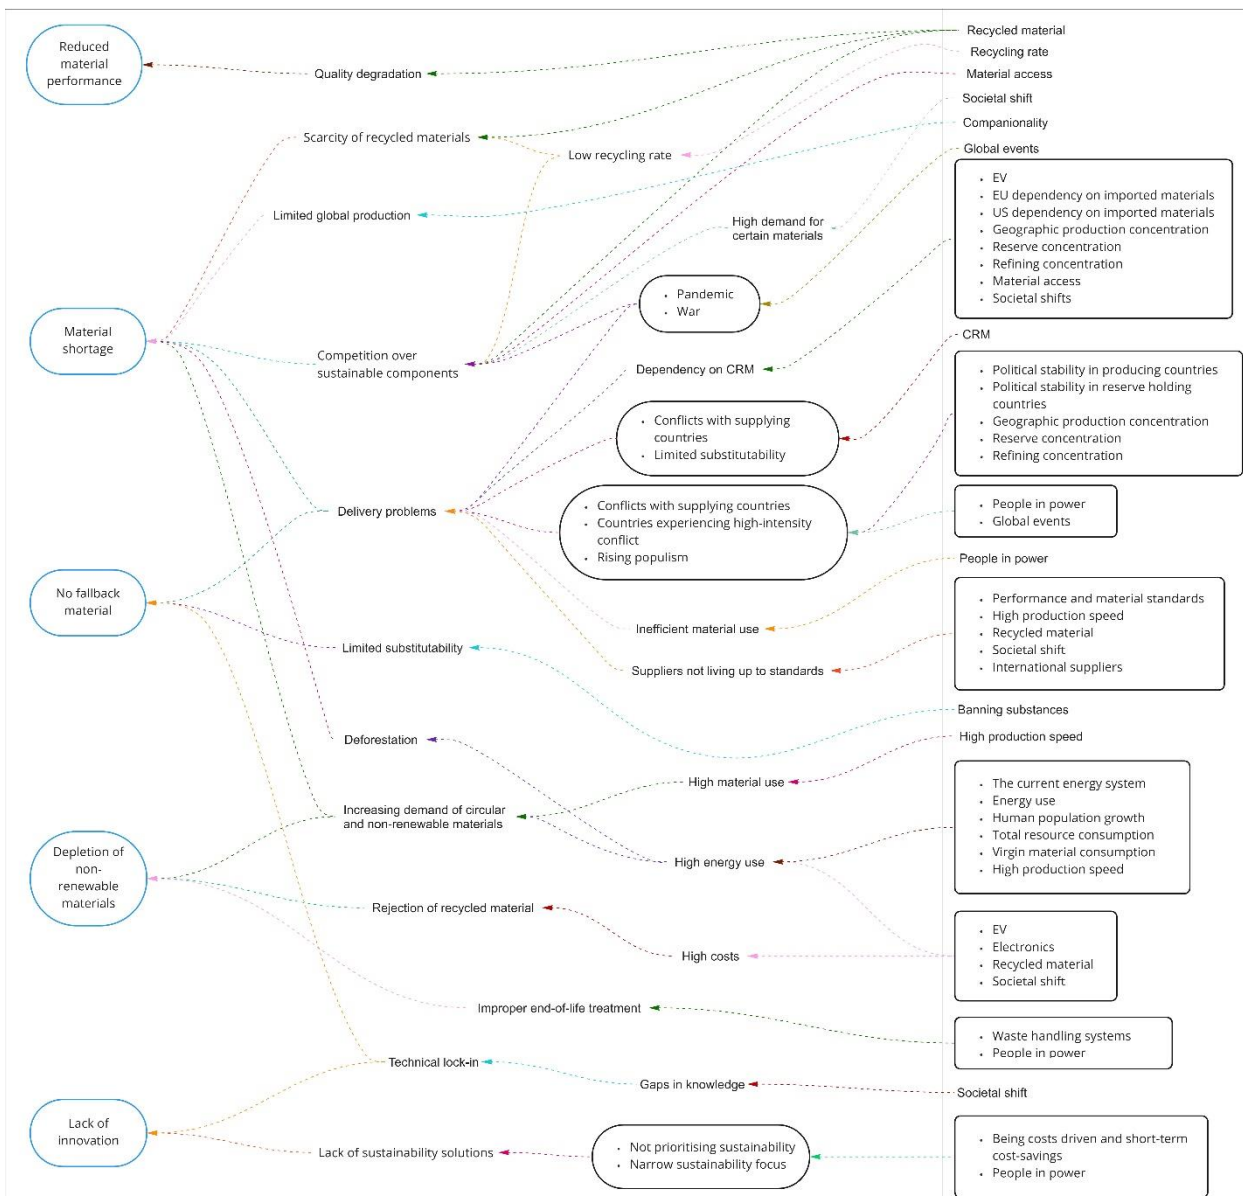 Reduced
material
performance
Quality degradation
Recycled material
Recycling rate
Material access
Societal shift
Companionality
Global events
Scarcity of recycled materials
Low recycling rate
Limited global production
High demand for
certain materials
• EV
• EU dependency on imported materials
• US dependency on imported materials
• Geographic production concentration
• Reserve concentration
• Refining concentration
• Material access
• Societal shifts
• Pandemic
• War
Material
shortage
Competition over
sustainable components
Dependency on CRM
CRM
• Conflicts with supplying
countries
• Limited substitutability
• Political stability in producing countries
• Political stability in reserve holding
countries
• Geographic production concentration
• Reserve concentration
• Refining concentration
Delivery problems
• Conflicts with supplying countries
• Countries experiencing high-intensity
conflict
• Rising populism
• People in power
• Global events
People in power
No fallback
material
Limited substitutability
Inefficient material use
Suppliers not living up to standards
• Performance and material standards
• High production speed
• Recycled material
• Societal shift
• International suppliers
Banning substances
High production speed
Deforestation
High material use
Increasing demand of circular
and non-renewable materials
High energy use
• The current energy system
• Energy use
• Human population growth
• Total resource consumption
• Virgin material consumption
• High production speed
Depletion of
non-
renewable
materials
Rejection of recycled material
High costs
• EV
• Electronics
• Recycled material
• Societal shift
Improper end-of-life treatment
• Waste handling systems
• People in power
Technical lock-in
Gaps in knowledge
Societal shift
Lack of
innovation
Lack of sustainability solutions
• Not prioritising sustainability
• Narrow sustainability focus
• Being costs driven and short-term
cost-savings
• People in power